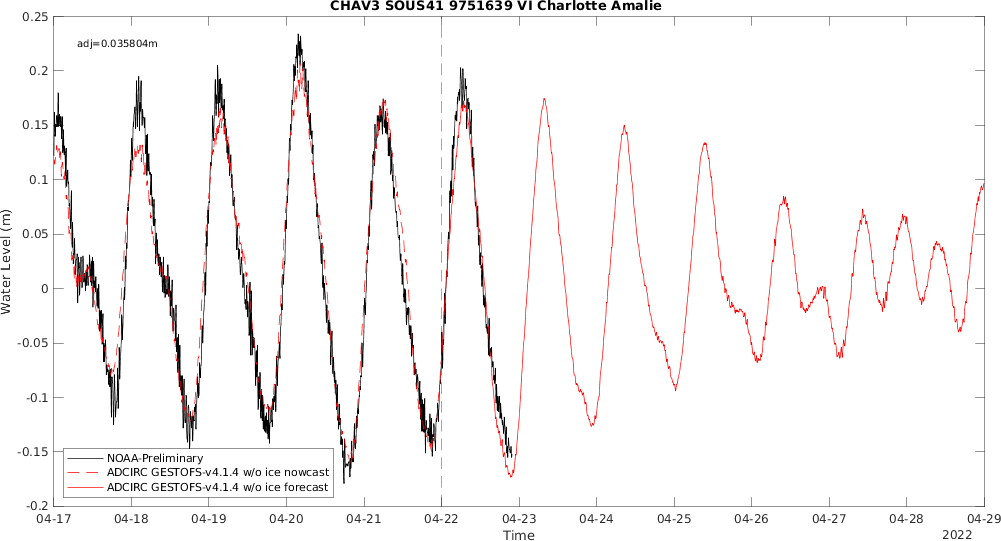 CHAV3 SOUS41 9751639 VI Charlotte Amalie
adj=0.035804m
0.25
0.2
0.15
0.1
0.05
0
-0.05
-0.1
-0.15
-0.2
Water Level (m)
NOAA-Preliminary
ADCIRC GESTOFS-v4.1.4 w/o ice nowcast
ADCIRC GESTOFS-v4.1.4 w/o ice forecast
04-17 04-18 04-19 04-20 04-21 04-22 04-23 04-24 04-25 04-26 04-27 04-28 04-29
Time
2022